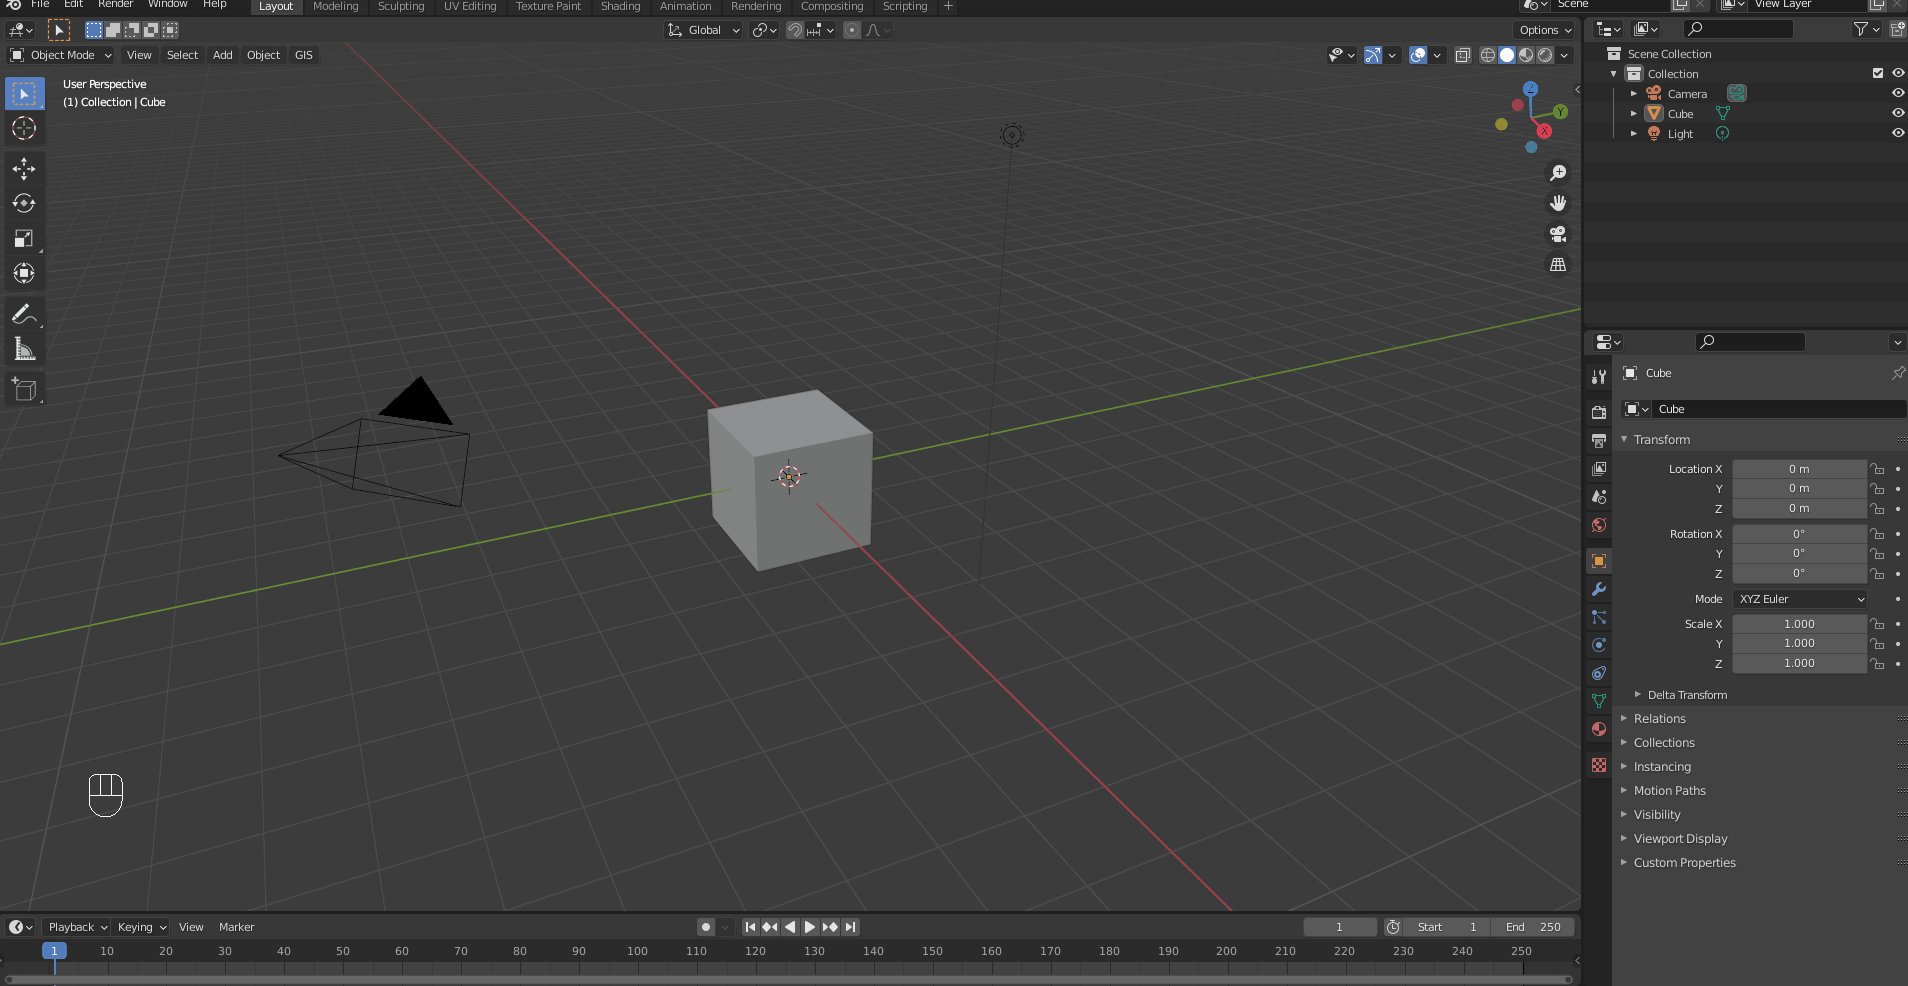 File Edit Render Window Help Layout Modeling Sculpting UV Editing Texture Paint Shading Animation Rendering Compositing Scripting + Scene View Layer
Global Options
Object Mode View Select Add Object GIS
User Perspective
(1) Collection | Cube
Z
Y
X
Scene Collection
Collection
Camera
Cube
Light
Cube
Cube
Transform
Location X 0 m
Y 0 m
Z 0 m
Rotation X 0°
Y 0°
Z 0°
Mode XYZ Euler
Scale X 1.000
Y 1.000
Z 1.000
Delta Transform
Relations
Collections
Instancing
Motion Paths
Visibility
Viewport Display
Custom Properties
Playback Keying View Marker 1 Start 1 End 250
1 10 20 30 40 50 60 70 80 90 100 110 120 130 140 150 160 170 180 190 200 210 220 230 240 250